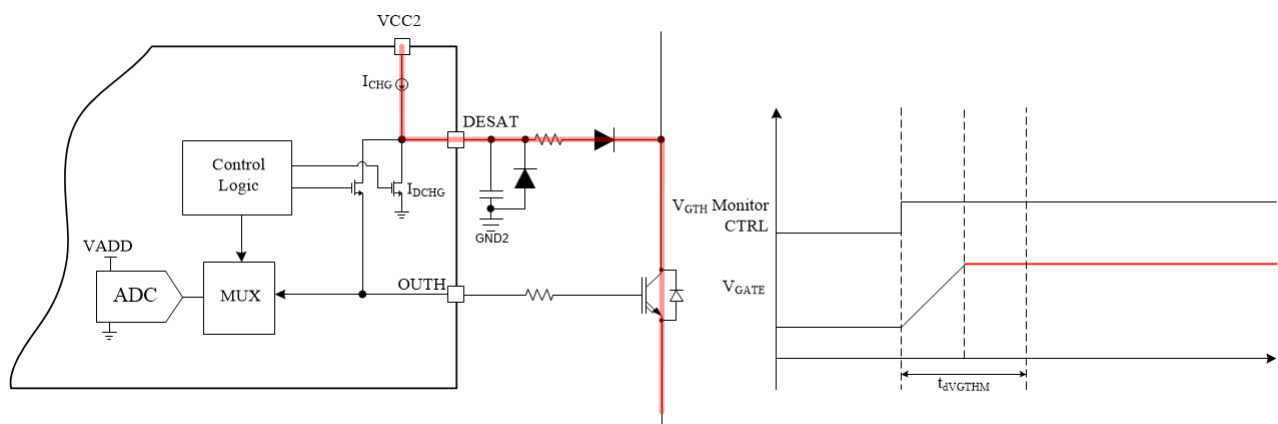 VCC2
I_CHG
DESAT
Control
Logic
I_DCHG
GND2
VADD
ADC
MUX
OUTH
V_GTH Monitor
CTRL
V_GATE
t_dVGTHM